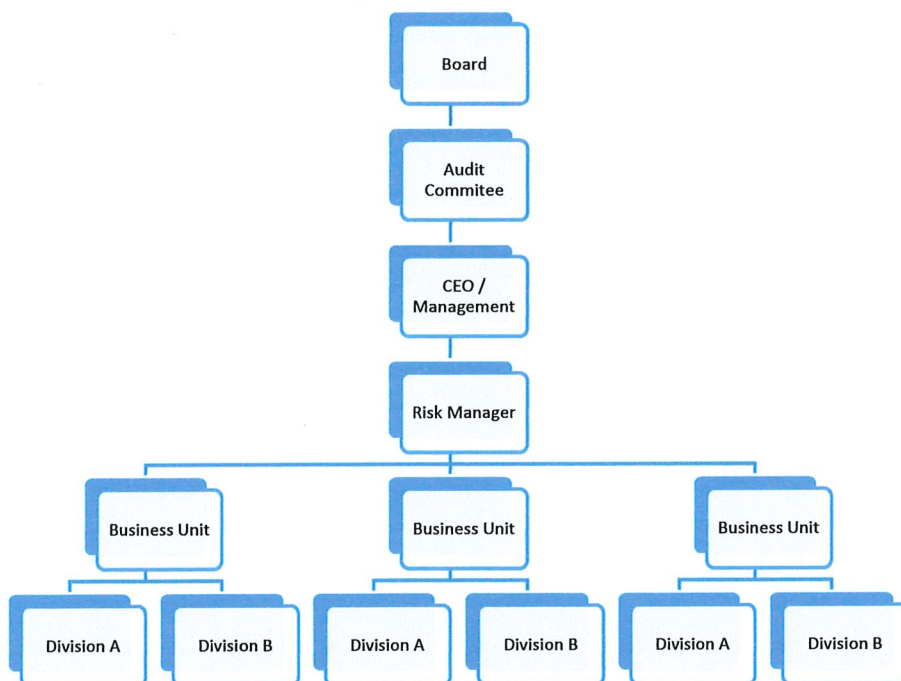 Board
Audit
Commitee
CEO /
Management
Risk Manager
Business Unit
Business Unit
Business Unit
Division A
Division B
Division A
Division B
Division A
Division B